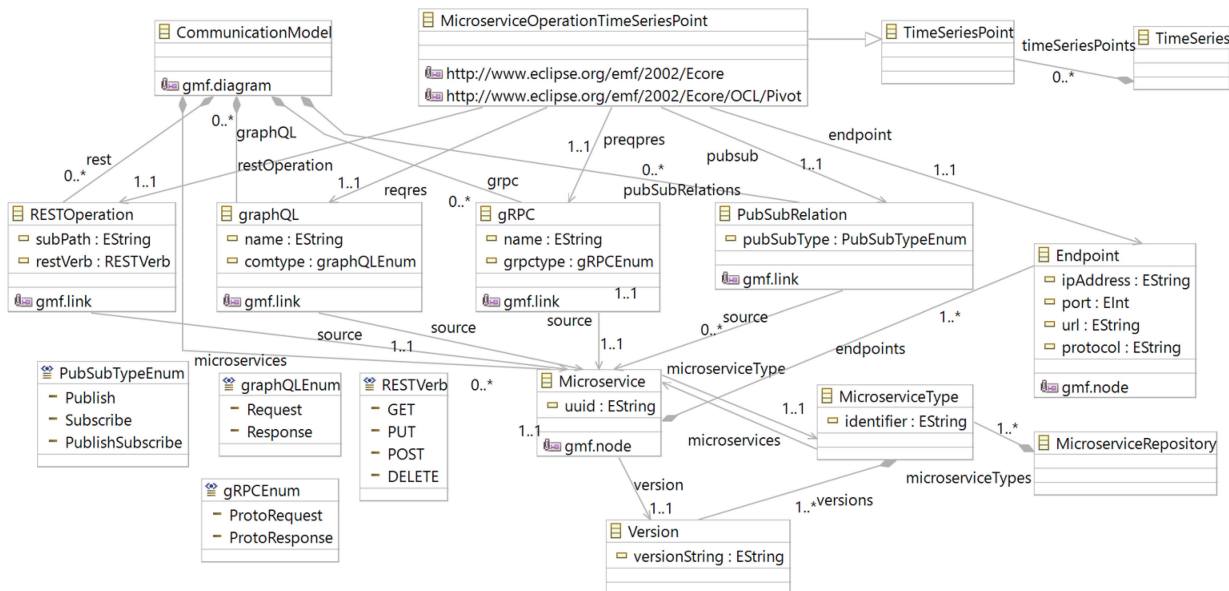 CommunicationModel
gmf.diagram
MicroserviceOperationTimeSeriesPoint
http://www.eclipse.org/emf/2002/Ecore
http://www.eclipse.org/emf/2002/Ecore/OCL/Pivot
TimeSeriesPoint
timeSeriesPoints
0..*
TimeSeries
rest
0..*
0..*
graphQL
restOperation
1..1
grpc
0..*
reqres
1..1
preqpres
1..1
0..*
pubSubRelations
pubsub
1..1
endpoint
1..1
RESTOperation
subPath : EString
restVerb : RESTVerb
gmf.link
graphQL
name : EString
comtype : graphQLEnum
gmf.link
gRPC
name : EString
grpctype : gRPCEnum
gmf.link
1..1
PubSubRelation
pubSubType : PubSubTypeEnum
gmf.link
Endpoint
ipAddress : EString
port : EInt
url : EString
protocol : EString
gmf.node
source
1..1
source
source
1..1
0..*
source
1..*
endpoints
microservices
0..*
PubSubTypeEnum
Publish
Subscribe
PublishSubscribe
graphQLEnum
Request
Response
RESTVerb
GET
PUT
POST
DELETE
gRPCEnum
ProtoRequest
ProtoResponse
Microservice
uuid : EString
1..1
gmf.node
microserviceType
1..1
microservices
MicroserviceType
identifier : EString
1..*
microserviceTypes
MicroserviceRepository
version
1..1
1..*
versions
Version
versionString : EString